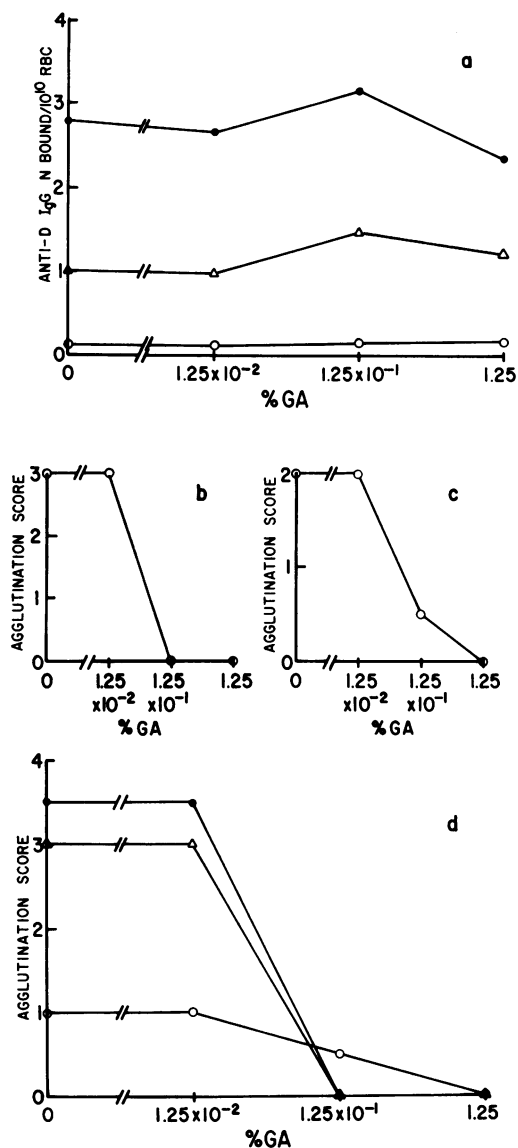 4
a
3
2
1
0
ANTI-D IgG N BOUND/10¹⁰ RBC
0 1.25x10⁻² 1.25x10⁻¹ 1.25
%GA
3
b
2
1
0
AGGLUTINATION SCORE
0 1.25 1.25 1.25
x10⁻² x10⁻¹
%GA
2
c
1
0
AGGLUTINATION SCORE
0 1.25 1.25 1.25
x10⁻² x10⁻¹
%GA
4
d
3
2
1
0
AGGLUTINATION SCORE
0 1.25x10⁻² 1.25x10⁻¹ 1.25
%GA